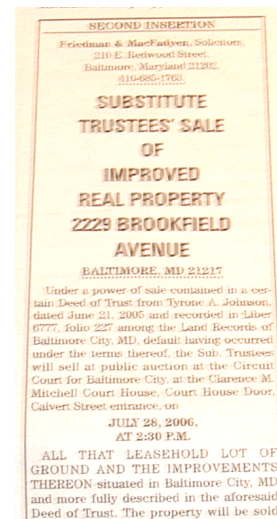 SECOND INSERTION
Friedman & MacFadyen, Solicitors,
210 E. Redwood Street,
Baltimore, Maryland 21202
410-685-1763
SUBSTITUTE
TRUSTEES' SALE
OF
IMPROVED
REAL PROPERTY
2229 BROOKFIELD
AVENUE
BALTIMORE, MD 21217
Under a power of sale contained in a cer-
tain Deed of Trust from Tyrone A. Johnson,
dated June 21, 2005 and recorded in Liber
6777, folio 227 among the Land Records of
Baltimore City, MD, default having occurred
under the terms thereof, the Sub. Trustees
will sell at public auction at the Circuit
Court for Baltimore City, at the Clarence M.
Mitchell Court House, Court House Door,
Calvert Street entrance, on
JULY 28, 2006,
AT 2:30 P.M.
ALL THAT LEASEHOLD LOT OF
GROUND AND THE IMPROVEMENTS
THEREON situated in Baltimore City, MD
and more fully described in the aforesaid
Deed of Trust. The property will be sold